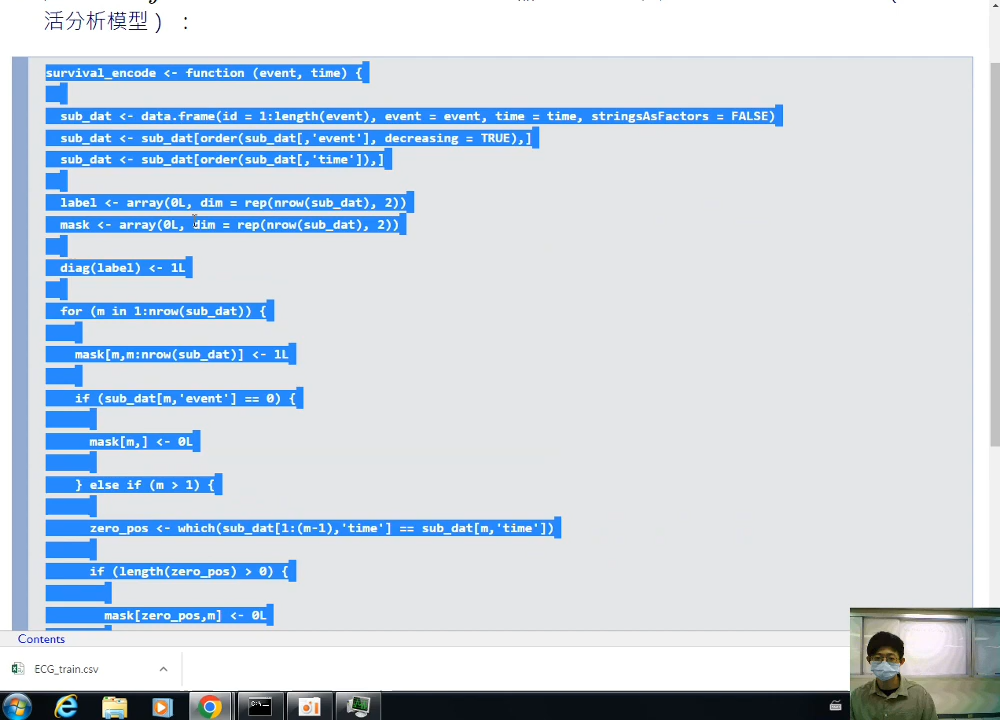 活分析模型）：
survival_encode <- function (event, time) {
sub_dat <- data.frame(id = 1:length(event), event = event, time = time, stringsAsFactors = FALSE)
sub_dat <- sub_dat[order(sub_dat[,'event'], decreasing = TRUE),]
sub_dat <- sub_dat[order(sub_dat[,'time']),]
label <- array(0L, dim = rep(nrow(sub_dat), 2))
mask <- array(0L, dim = rep(nrow(sub_dat), 2))
diag(label) <- 1L
for (m in 1:nrow(sub_dat)) {
mask[m,m:nrow(sub_dat)] <- 1L
if (sub_dat[m,'event'] == 0) {
mask[m,] <- 0L
} else if (m > 1) {
zero_pos <- which(sub_dat[1:(m-1),'time'] == sub_dat[m,'time'])
if (length(zero_pos) > 0) {
mask[zero_pos,m] <- 0L
Contents
ECG_train.csv